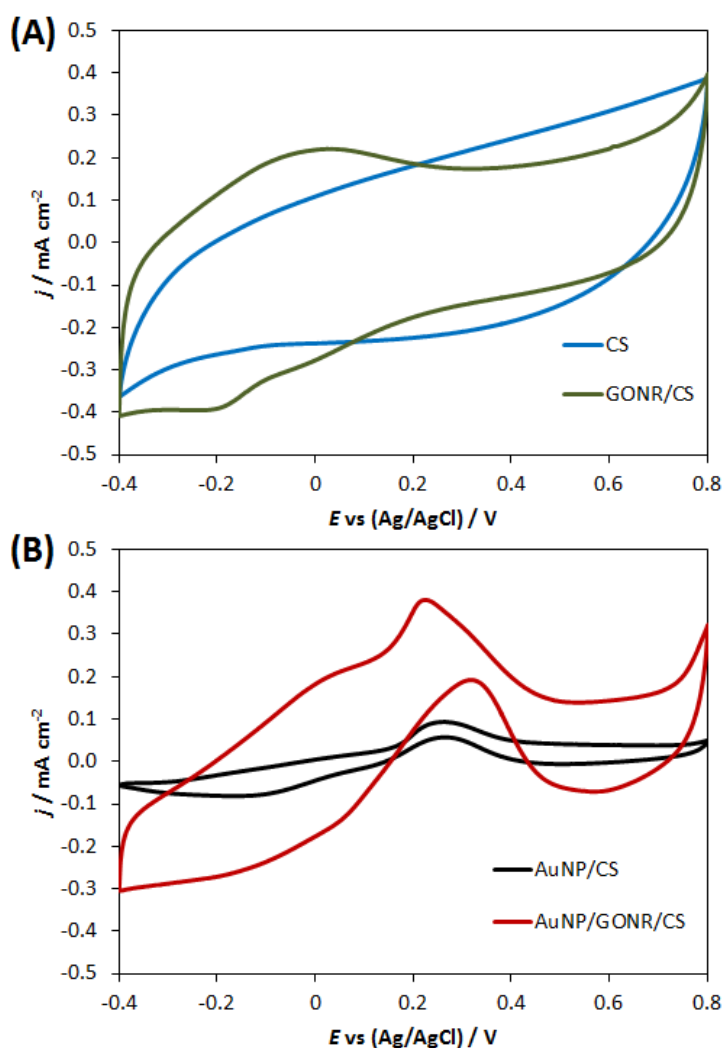 (A)
0.5
0.4
0.3
0.2
0.1
0.0
-0.1
-0.2
-0.3
-0.4
-0.5
j / mA cm⁻²
CS
GONR/CS
-0.4 -0.2 0 0.2 0.4 0.6 0.8
E vs (Ag/AgCl) / V
(B)
0.5
0.4
0.3
0.2
0.1
0.0
-0.1
-0.2
-0.3
-0.4
-0.5
j / mA cm⁻²
AuNP/CS
AuNP/GONR/CS
-0.4 -0.2 0 0.2 0.4 0.6 0.8
E vs (Ag/AgCl) / V